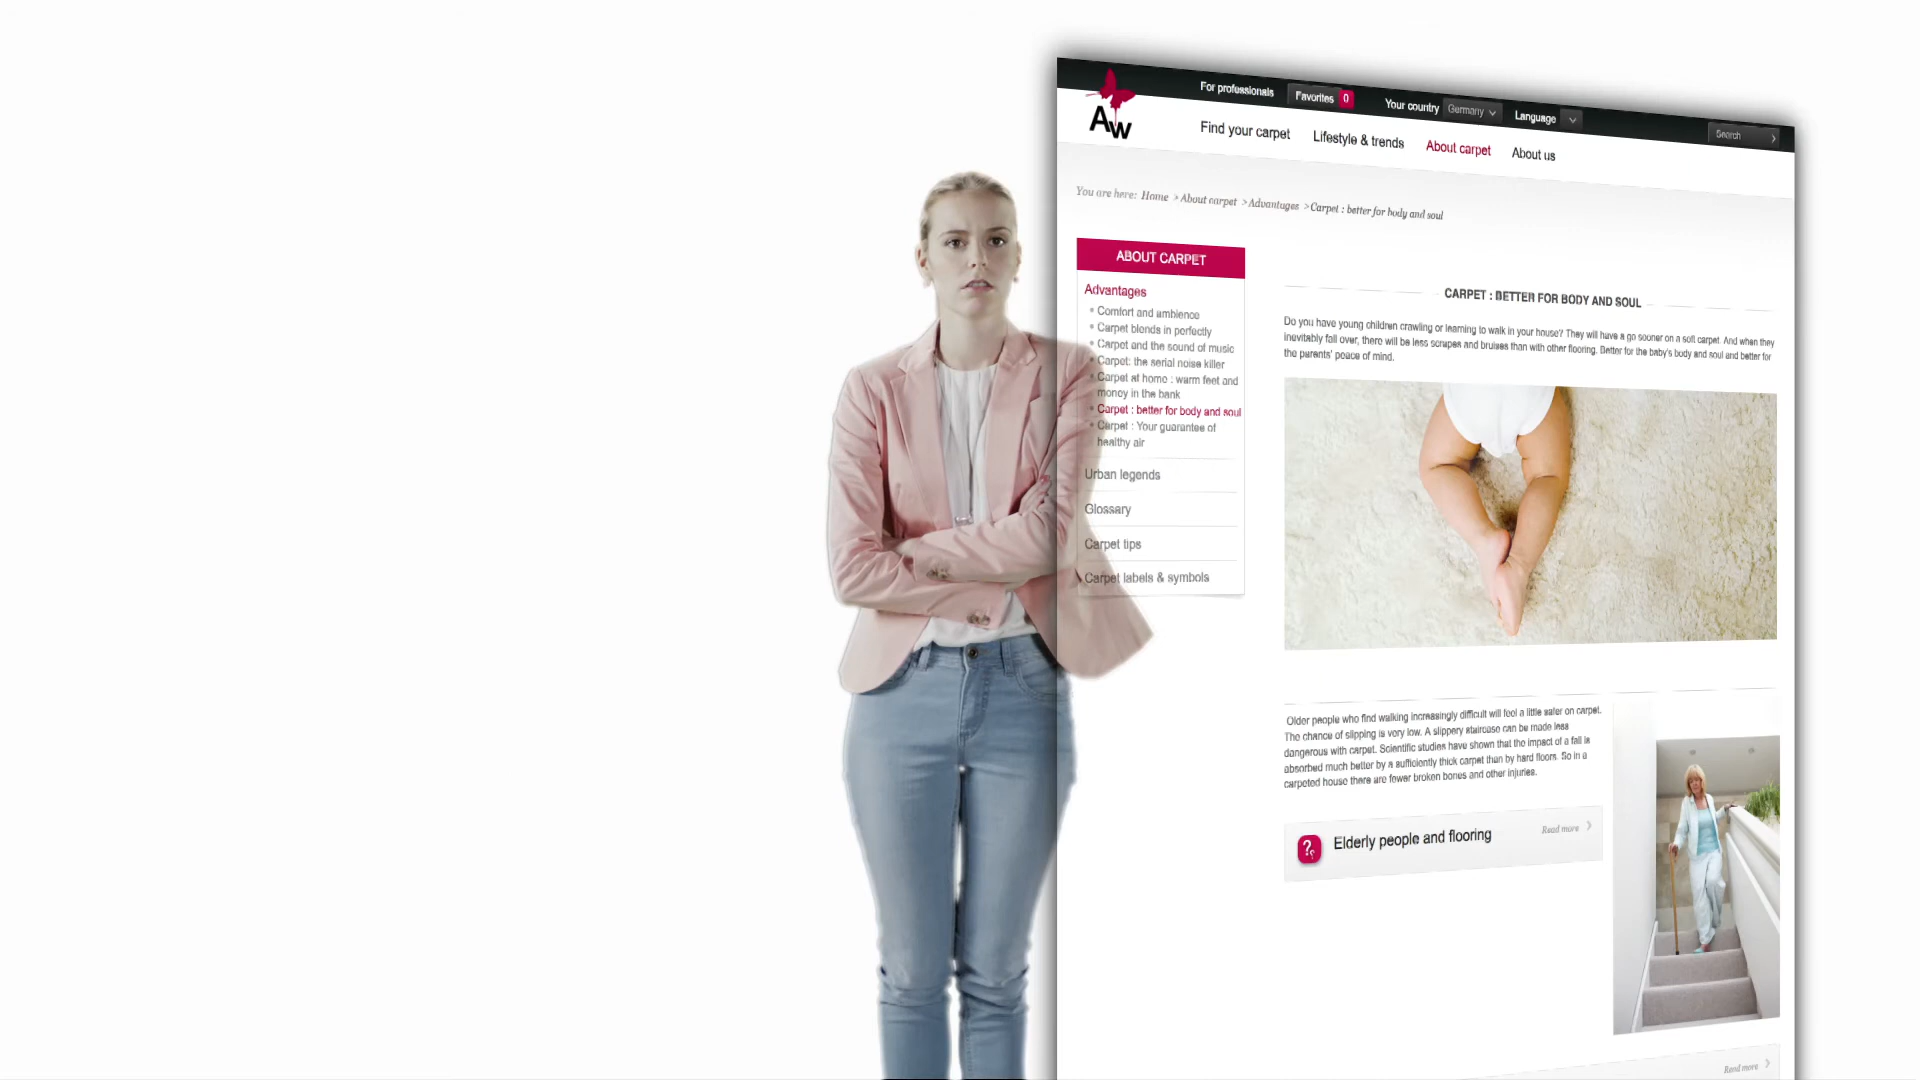 For professionals
Favorites 0
Your country Germany
Language
Search
AW
Find your carpet
Lifestyle & trends
About carpet
About us
You are here: Home > About carpet > Advantages > Carpet : better for body and soul
ABOUT CARPET
Advantages
• Comfort and ambience
• Carpet blends in perfectly
• Carpet and the sound of music
• Carpet: the serial noise killer
• Carpet at home : warm feet and
money in the bank
• Carpet : better for body and soul
• Carpet : Your guarantee of
healthy air
Urban legends
Glossary
Carpet tips
Carpet labels & symbols
CARPET : BETTER FOR BODY AND SOUL
Do you have young children crawling or learning to walk in your house? They will have a go sooner on a soft carpet. And when they
inevitably fall over, there will be less scrapes and bruises than with other flooring. Better for the baby's body and soul and better for
the parents' peace of mind.
Older people who find walking increasingly difficult will feel a little safer on carpet.
The chance of slipping is very low. A slippery staircase can be made less
dangerous with carpet. Scientific studies have shown that the impact of a fall is
absorbed much better by a sufficiently thick carpet than by hard floors. So in a
carpeted house there are fewer broken bones and other injuries.
Elderly people and flooring
Read more
Read more